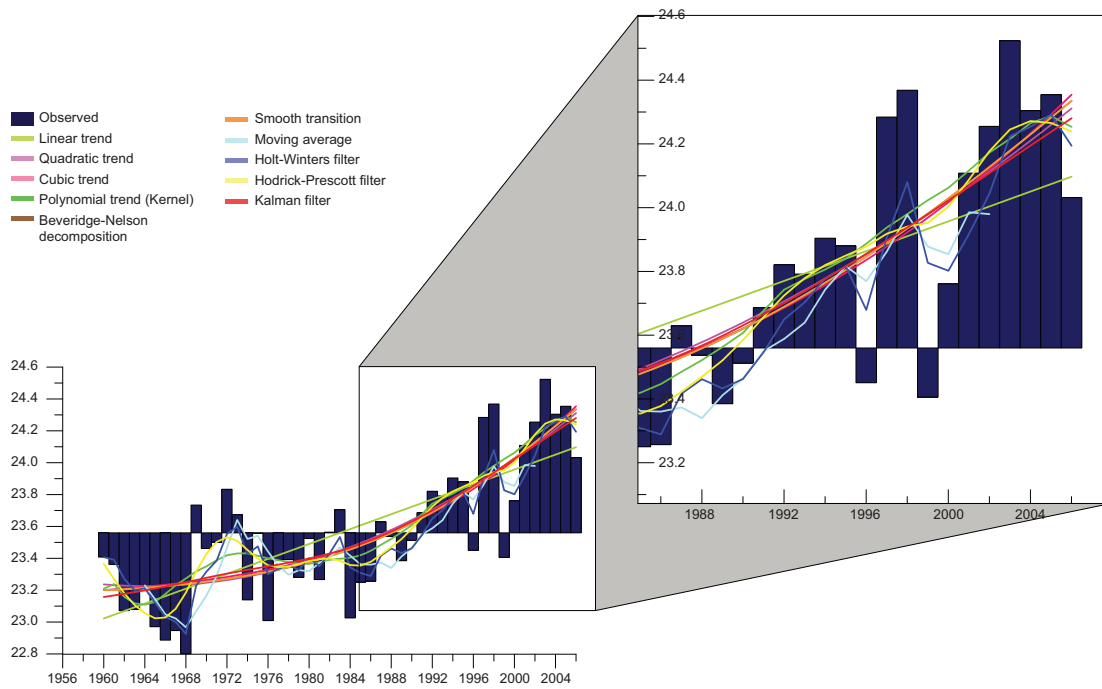 Observed
Linear trend
Quadratic trend
Cubic trend
Polynomial trend (Kernel)
Beveridge-Nelson
decomposition
Smooth transition
Moving average
Holt-Winters filter
Hodrick-Prescott filter
Kalman filter
24.6
24.4
24.2
24.0
23.8
23.6
23.4
23.2
23.0
22.8
1956 1960 1964 1968 1972 1976 1980 1984 1988 1992 1996 2000 2004
24.6
24.4
24.2
24.0
23.8
23.2
1988 1992 1996 2000 2004